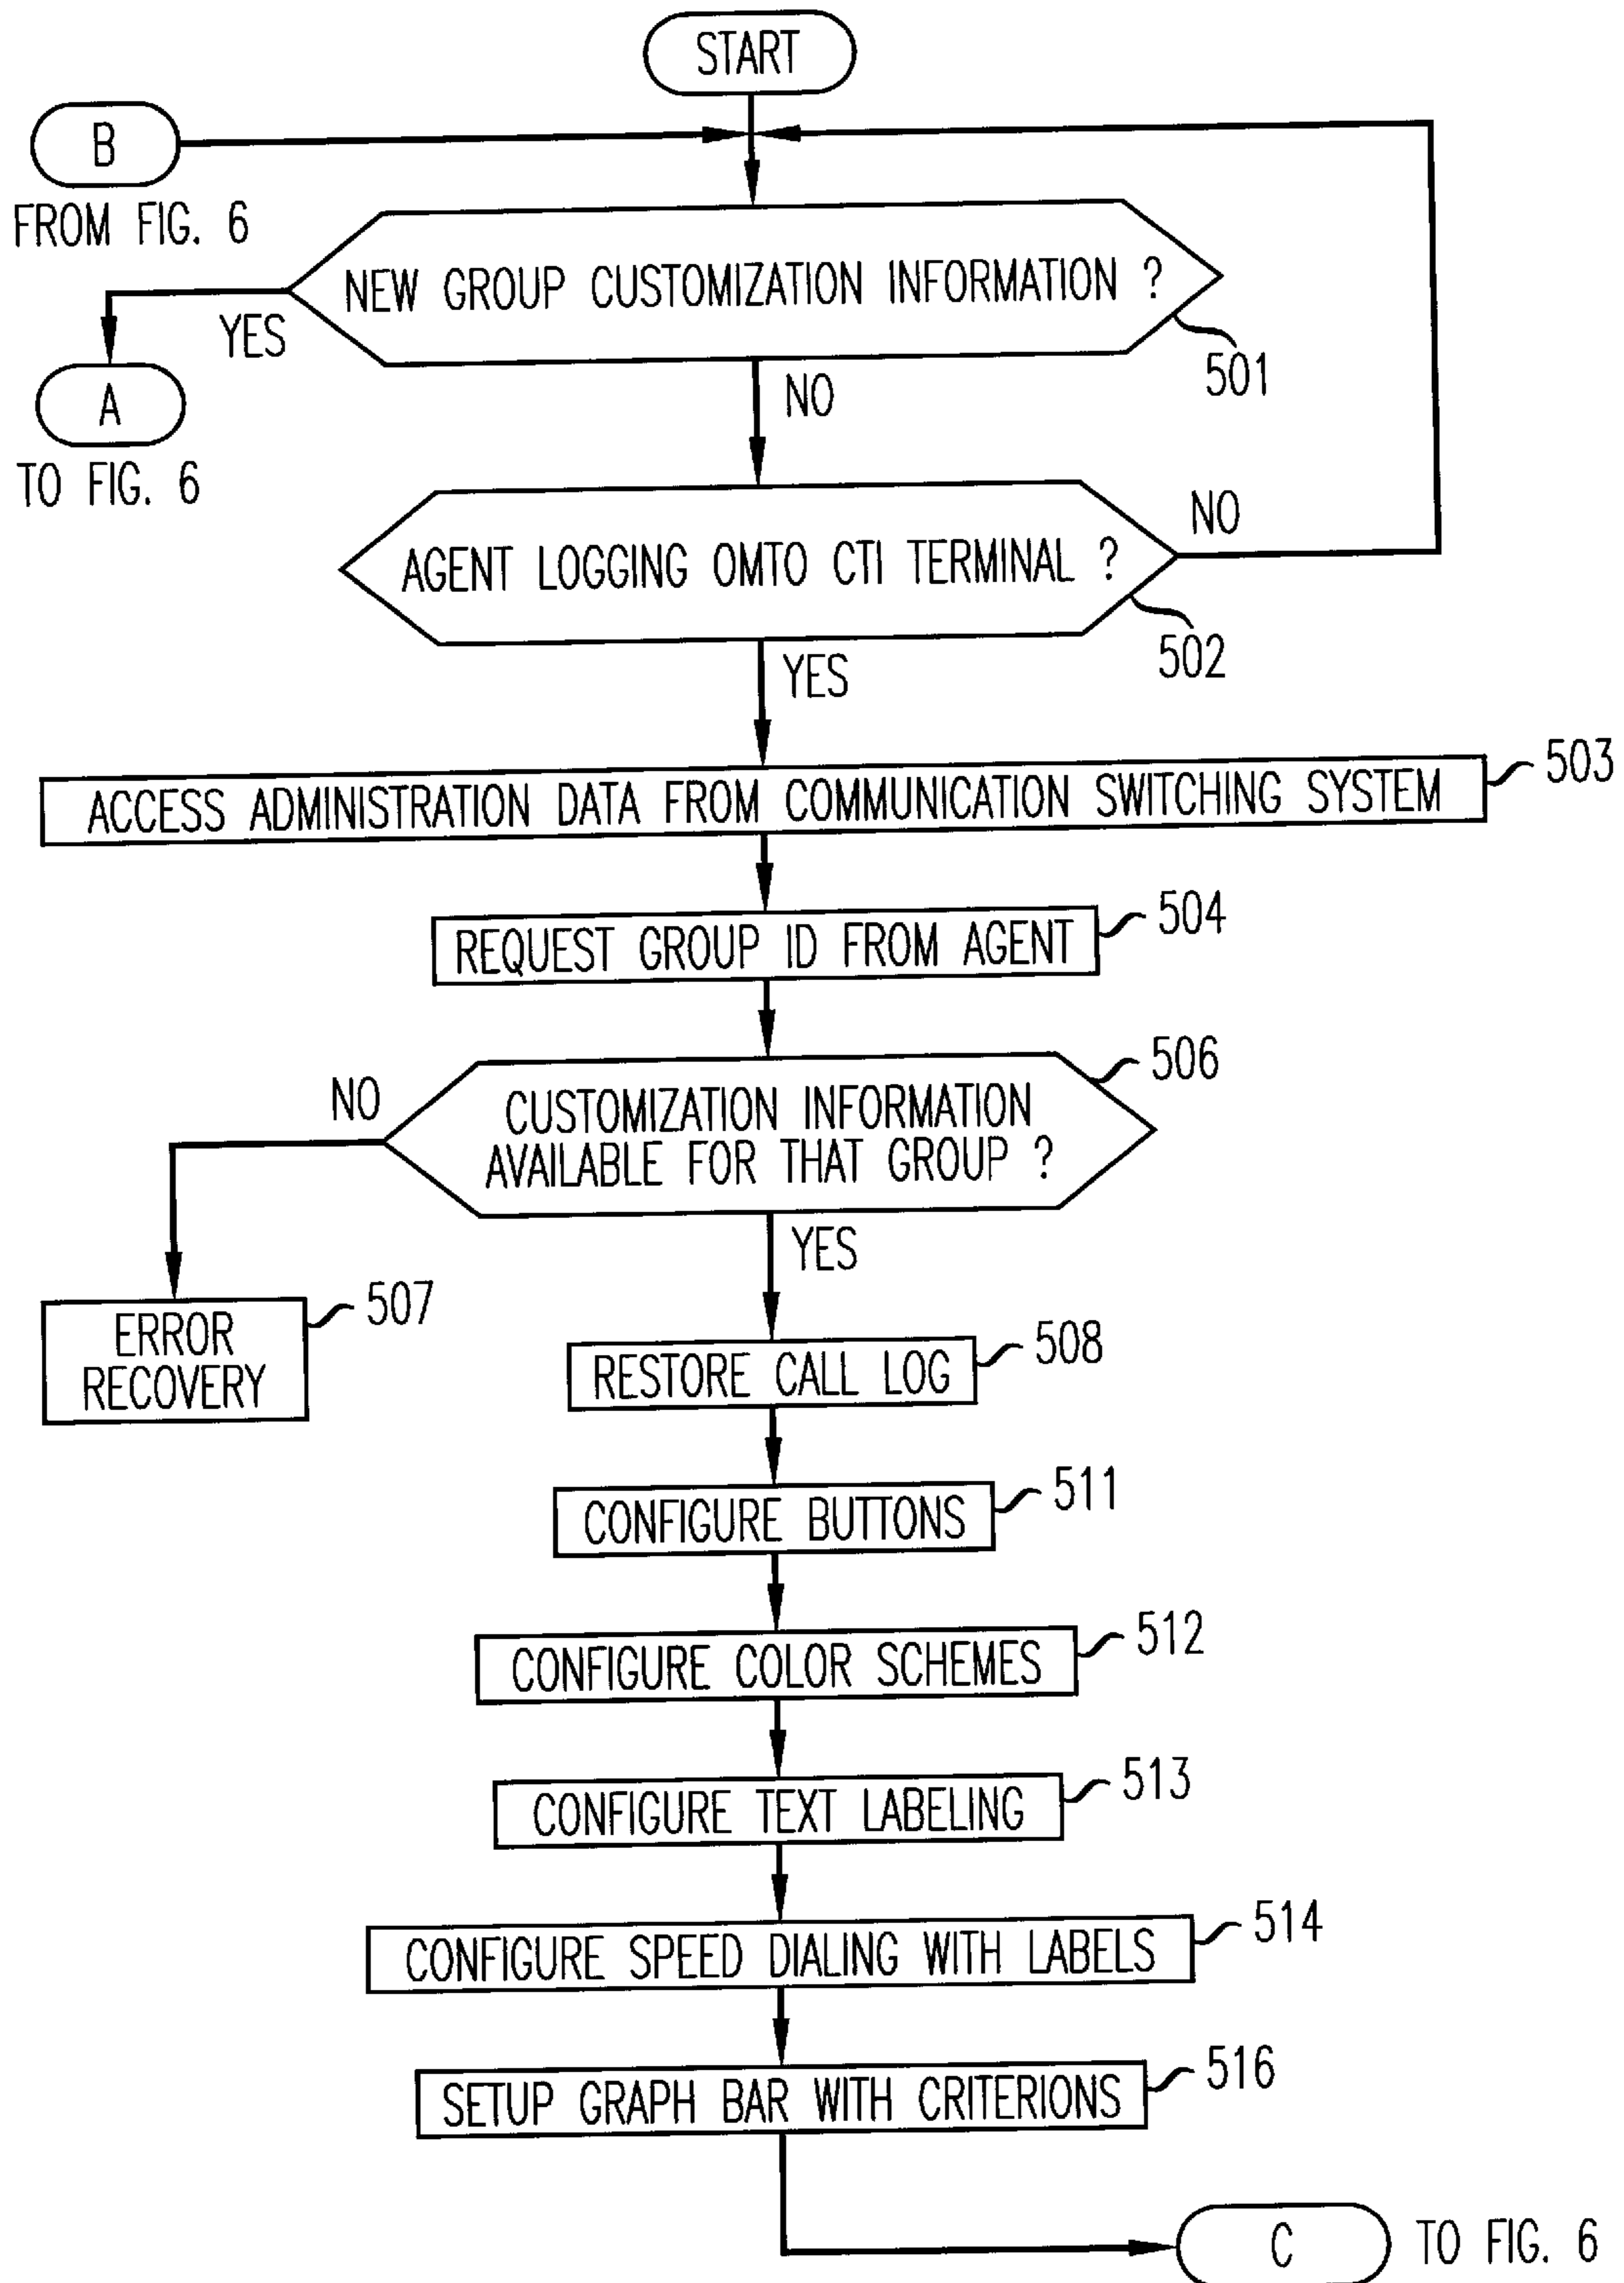 START
B
FROM FIG. 6
NEW GROUP CUSTOMIZATION INFORMATION ?
YES
501
A
NO
TO FIG. 6
NO
AGENT LOGGING OMTO CTI TERMINAL ?
502
YES
503
ACCESS ADMINISTRATION DATA FROM COMMUNICATION SWITCHING SYSTEM
504
REQUEST GROUP ID FROM AGENT
506
NO
CUSTOMIZATION INFORMATION
AVAILABLE FOR THAT GROUP ?
YES
507
ERROR
RECOVERY
508
RESTORE CALL LOG
511
CONFIGURE BUTTONS
512
CONFIGURE COLOR SCHEMES
513
CONFIGURE TEXT LABELING
514
CONFIGURE SPEED DIALING WITH LABELS
516
SETUP GRAPH BAR WITH CRITERIONS
C
TO FIG. 6